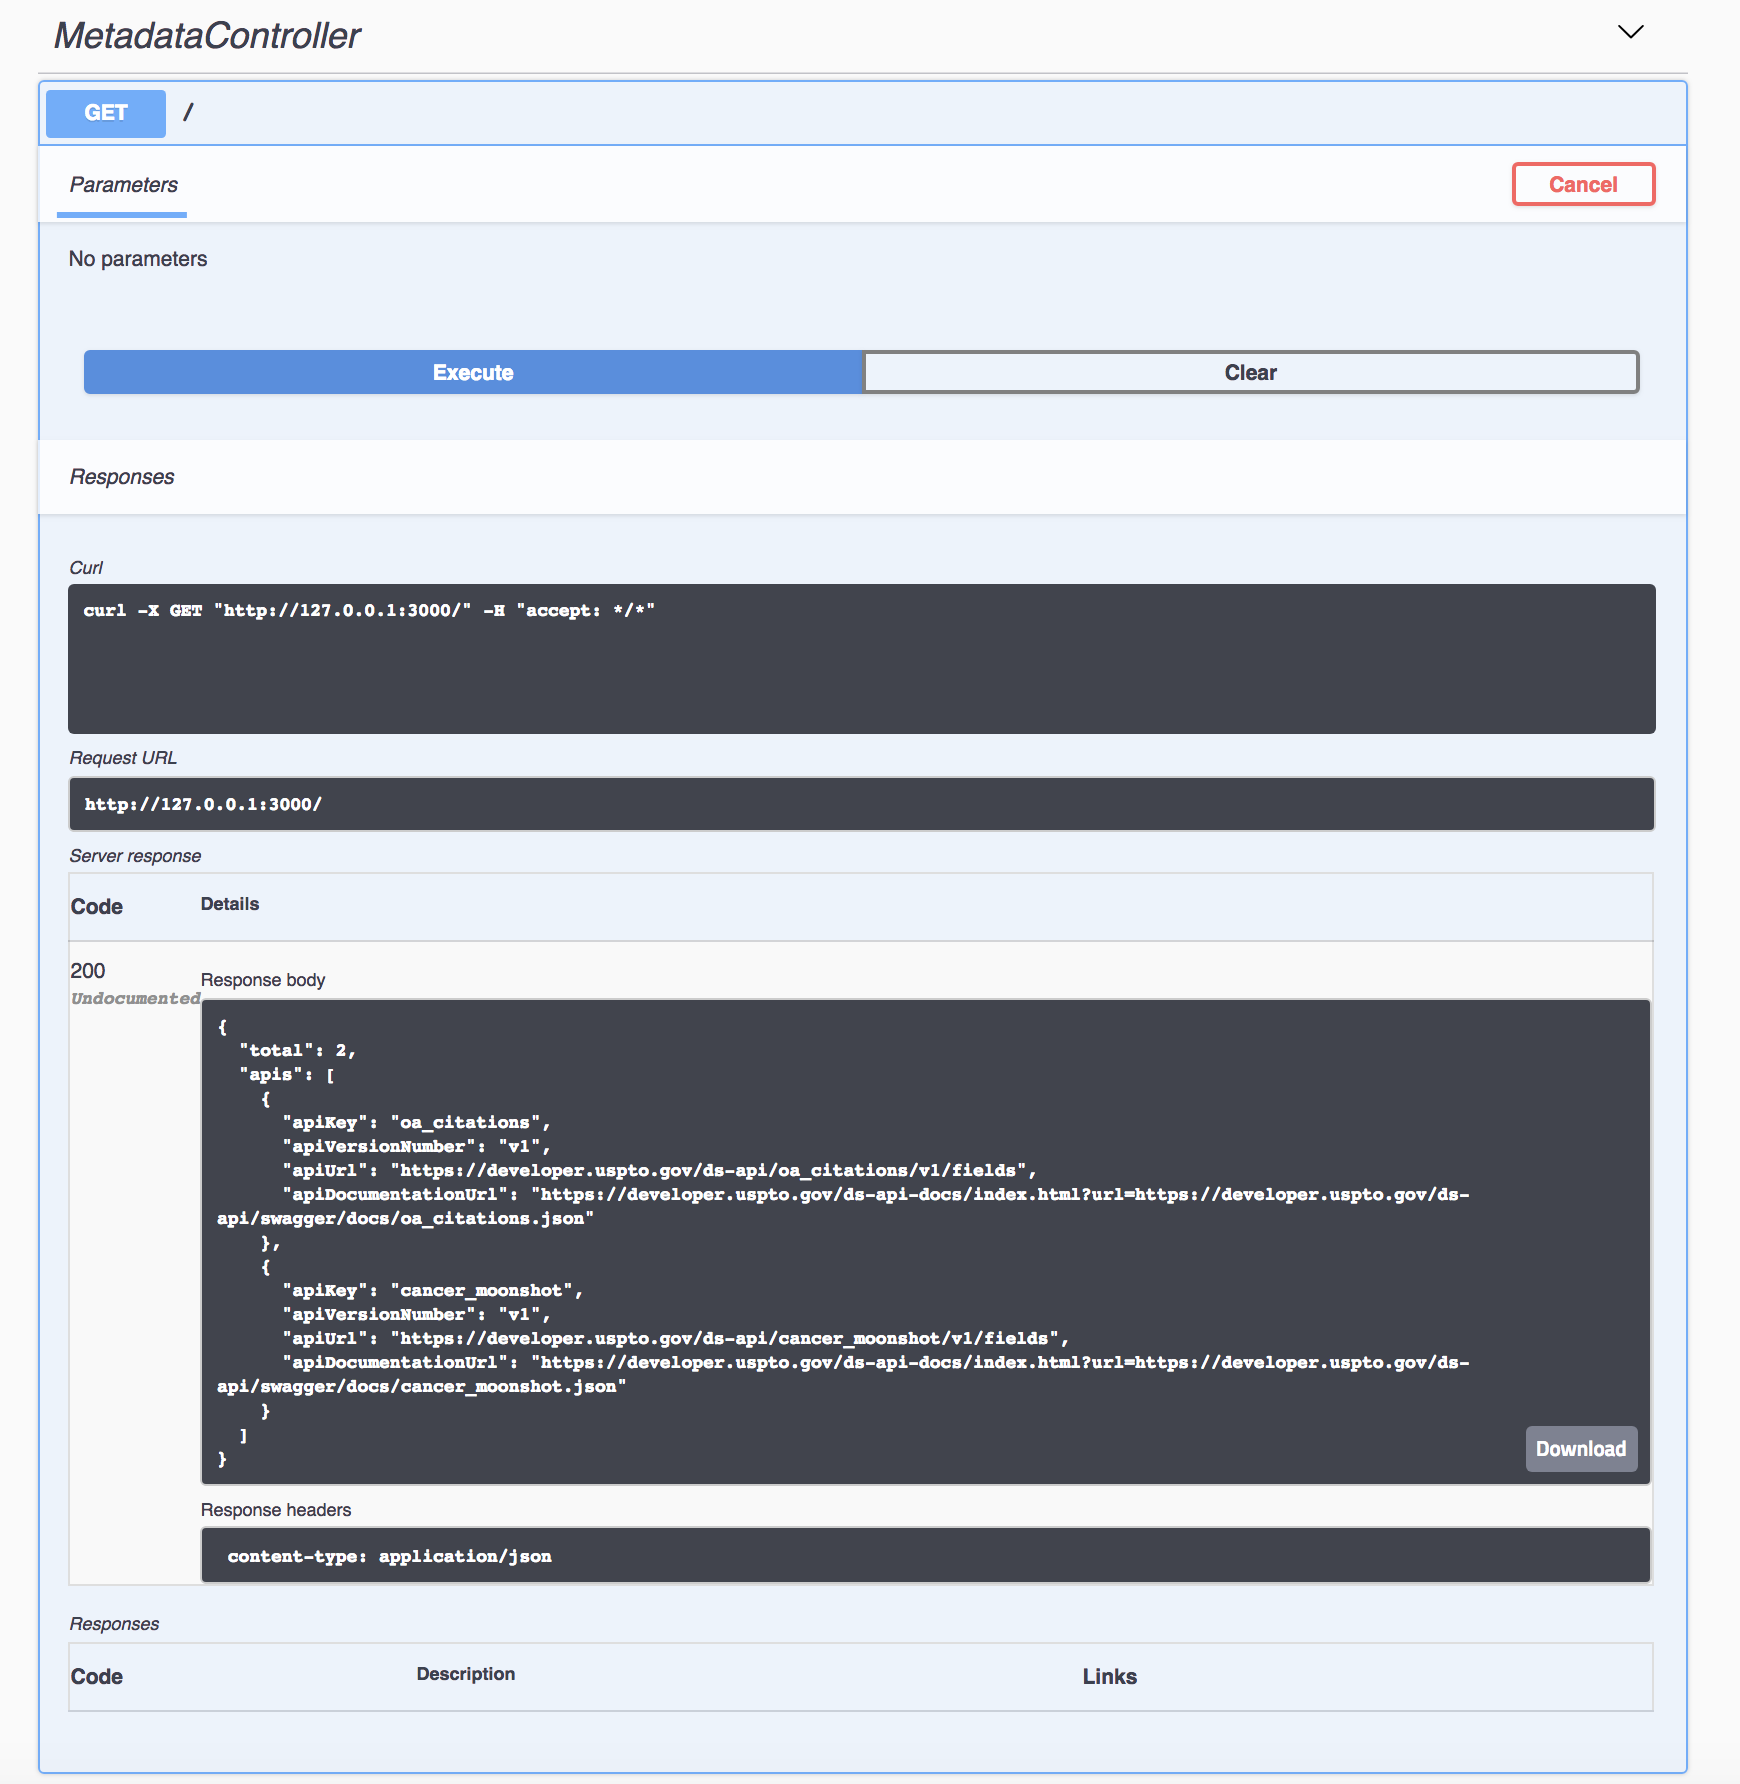 MetadataController
GET /
Parameters
Cancel
No parameters
Execute
Clear
Responses
Curl
curl -X GET "http://127.0.0.1:3000/" -H "accept: */*"
Request URL
http://127.0.0.1:3000/
Server response
Code Details
200
Undocumented
Response body
{
  "total": 2,
  "apis": [
    {
      "apiKey": "oa_citations",
      "apiVersionNumber": "v1",
      "apiUrl": "https://developer.uspto.gov/ds-api/oa_citations/v1/fields",
      "apiDocumentationUrl": "https://developer.uspto.gov/ds-api-docs/index.html?url=https://developer.uspto.gov/ds-
api/swagger/docs/oa_citations.json"
    },
    {
      "apiKey": "cancer_moonshot",
      "apiVersionNumber": "v1",
      "apiUrl": "https://developer.uspto.gov/ds-api/cancer_moonshot/v1/fields",
      "apiDocumentationUrl": "https://developer.uspto.gov/ds-api-docs/index.html?url=https://developer.uspto.gov/ds-
api/swagger/docs/cancer_moonshot.json"
    }
  ]
}
Download
Response headers
content-type: application/json
Responses
Code Description Links